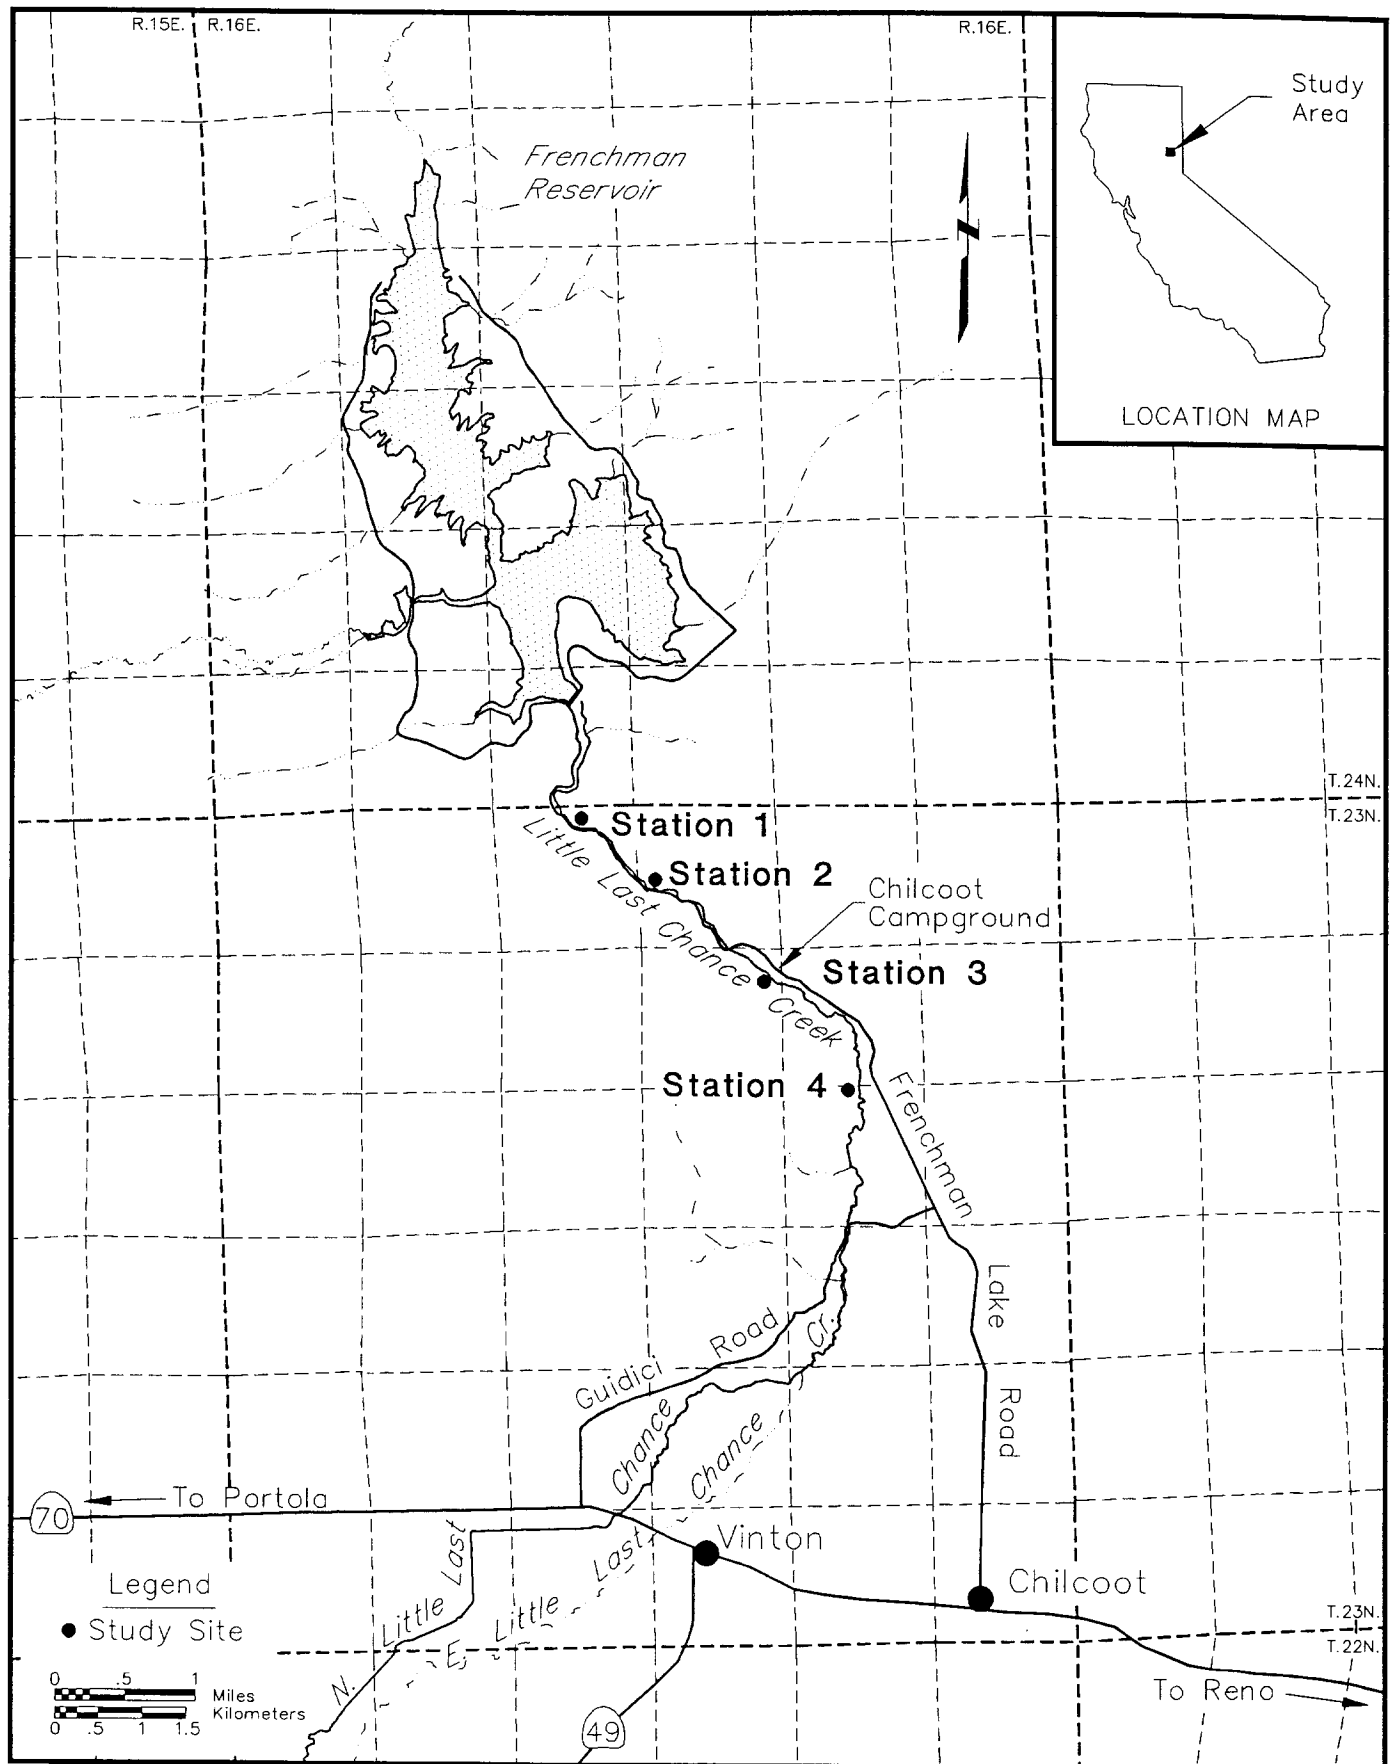 R.15E. R.16E.
R.16E.
Study
Area
LOCATION MAP
Frenchman
Reservoir
N
T.24N.
T.23N.
Station 1
Station 2
Chilcoot
Campground
Station 3
Little Last Chance Creek
Station 4
Frenchman Lake Road
Guidici Road
N. Little Last Chance Cr.
E. Little Last Chance
70
To Portola
Vinton
Chilcoot
49
To Reno
T.23N.
T.22N.
Legend
Study Site
0 .5 1
Miles
Kilometers
0 .5 1 1.5